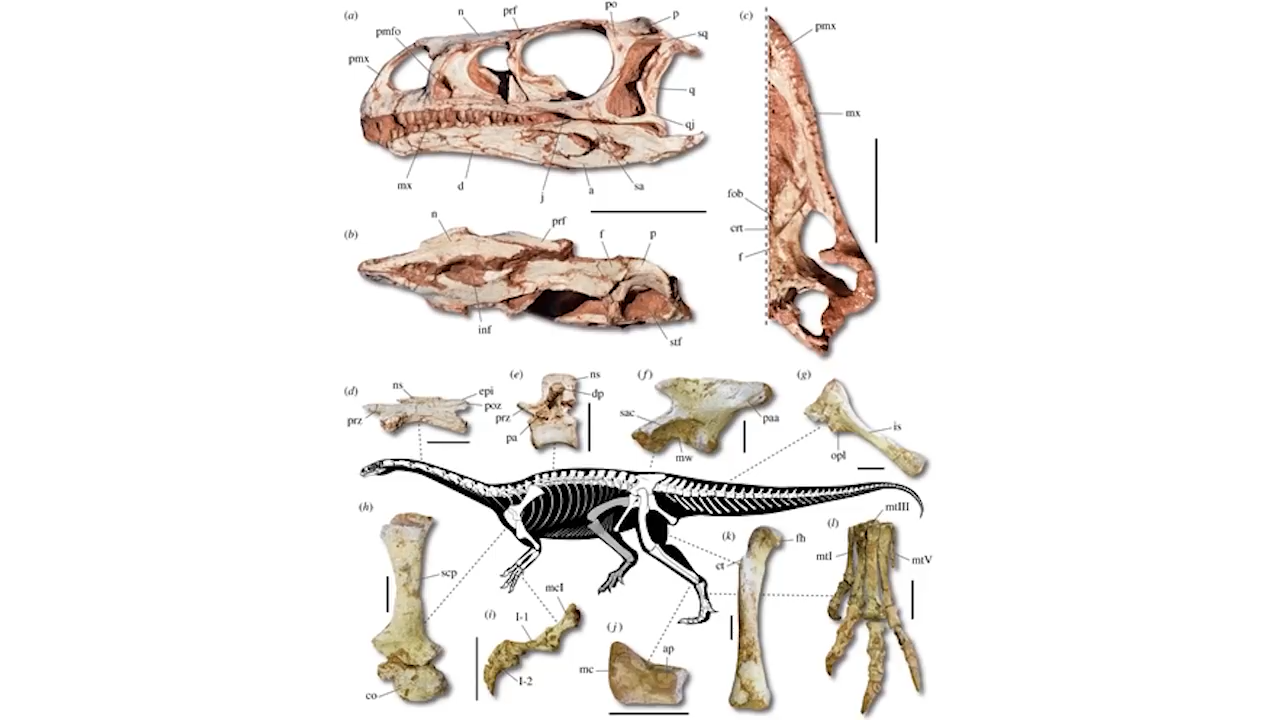 (a)
n
prf
po
p
sq
pmfo
pmx
q
qj
mx
d
j
a
sa
(b)
n
prf
f
p
inf
stf
(c)
pmx
mx
fob
crt
f
(d)
ns
epi
poz
prz
(e)
ns
dp
prz
pa
(f)
sac
mw
paa
(g)
is
opl
(h)
scp
co
(i)
mcI
I-1
I-2
(j)
ap
mc
(k)
fh
ct
(l)
mtIII
mtI
mtV